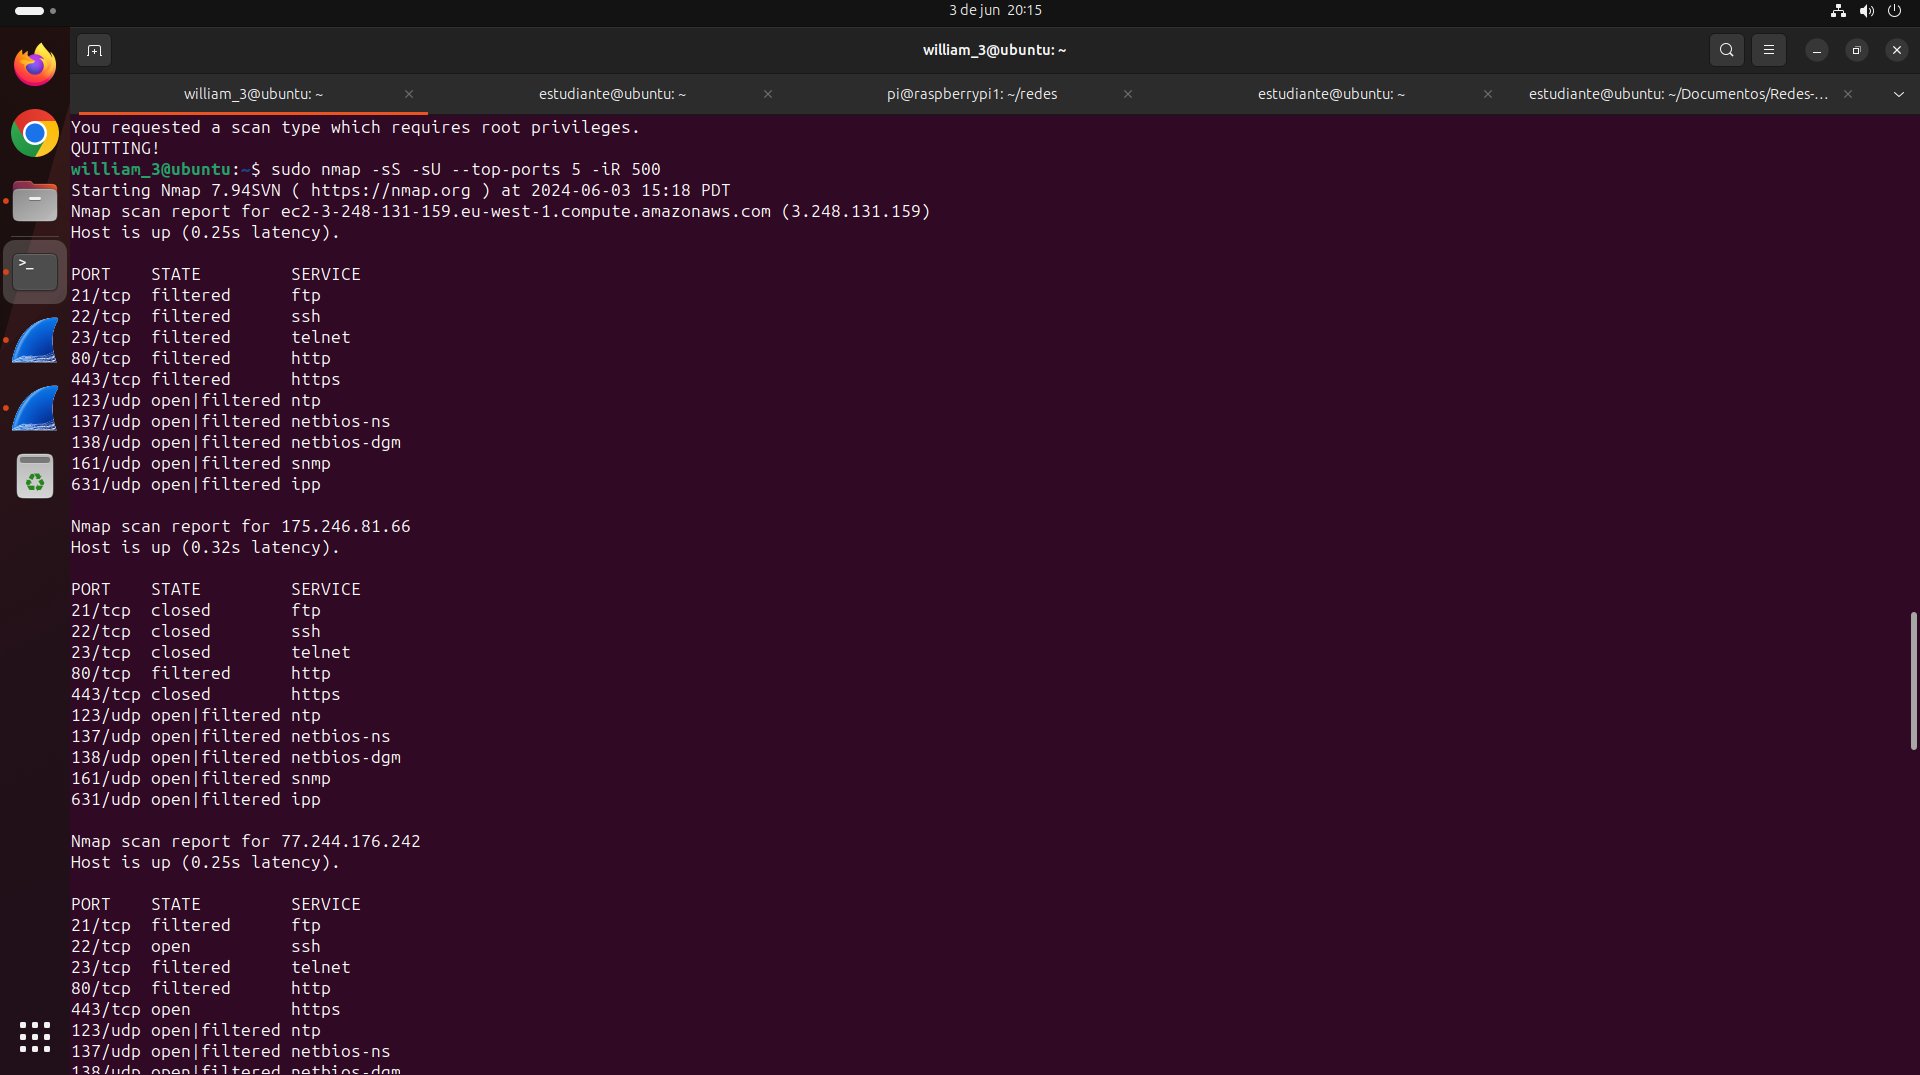 3 de jun 20:15
william_3@ubuntu: ~
william_3@ubuntu: ~
estudiante@ubuntu: ~
pi@raspberrypi1: ~/redes
estudiante@ubuntu: ~
estudiante@ubuntu: ~/Documentos/Redes-...
You requested a scan type which requires root privileges.
QUITTING!
william_3@ubuntu:~$ sudo nmap -sS -sU --top-ports 5 -iR 500
Starting Nmap 7.94SVN ( https://nmap.org ) at 2024-06-03 15:18 PDT
Nmap scan report for ec2-3-248-131-159.eu-west-1.compute.amazonaws.com (3.248.131.159)
Host is up (0.25s latency).
PORT    STATE         SERVICE
21/tcp  filtered      ftp
22/tcp  filtered      ssh
23/tcp  filtered      telnet
80/tcp  filtered      http
443/tcp filtered      https
123/udp open|filtered ntp
137/udp open|filtered netbios-ns
138/udp open|filtered netbios-dgm
161/udp open|filtered snmp
631/udp open|filtered ipp
Nmap scan report for 175.246.81.66
Host is up (0.32s latency).
PORT    STATE         SERVICE
21/tcp  closed        ftp
22/tcp  closed        ssh
23/tcp  closed        telnet
80/tcp  filtered      http
443/tcp closed        https
123/udp open|filtered ntp
137/udp open|filtered netbios-ns
138/udp open|filtered netbios-dgm
161/udp open|filtered snmp
631/udp open|filtered ipp
Nmap scan report for 77.244.176.242
Host is up (0.25s latency).
PORT    STATE         SERVICE
21/tcp  filtered      ftp
22/tcp  open          ssh
23/tcp  filtered      telnet
80/tcp  filtered      http
443/tcp open          https
123/udp open|filtered ntp
137/udp open|filtered netbios-ns
138/udp open|filtered netbios-dgm